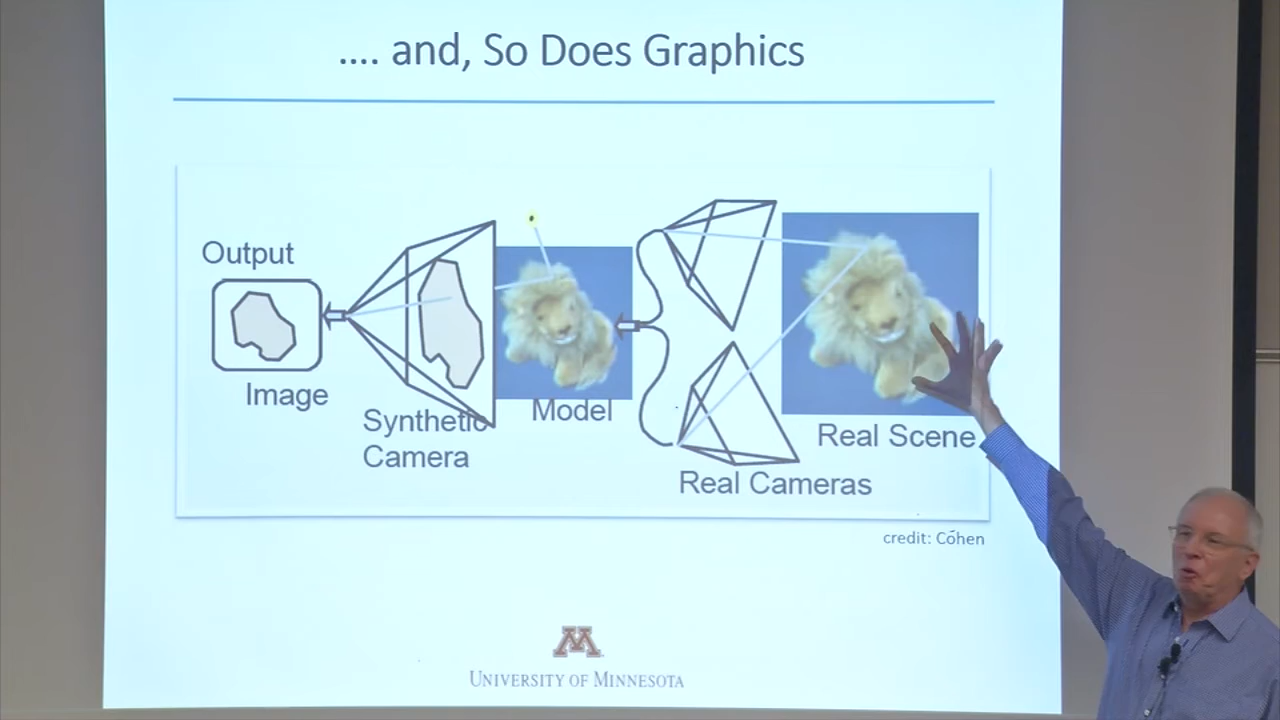 .... and, So Does Graphics
Output
Image
Synthetic
Camera
Model
Real Cameras
Real Scene
credit: Cohen
M
UNIVERSITY OF MINNESOTA